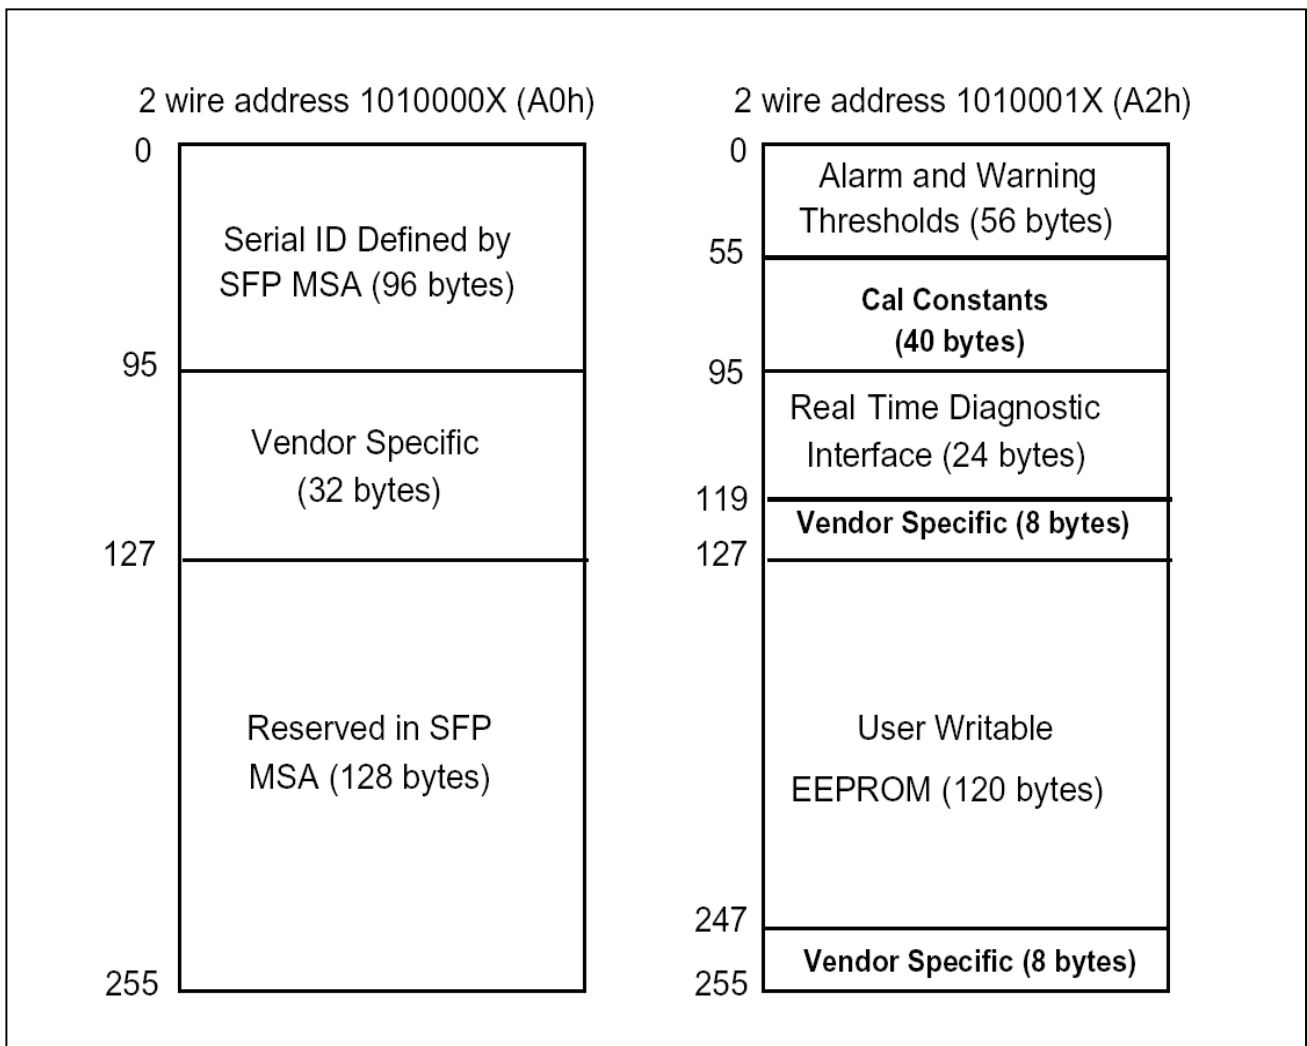 2 wire address 1010000X (A0h)
0
Serial ID Defined by
SFP MSA (96 bytes)
95
Vendor Specific
(32 bytes)
127
Reserved in SFP
MSA (128 bytes)
255
2 wire address 1010001X (A2h)
0
Alarm and Warning
Thresholds (56 bytes)
55
Cal Constants
(40 bytes)
95
Real Time Diagnostic
Interface (24 bytes)
119
Vendor Specific (8 bytes)
127
User Writable
EEPROM (120 bytes)
247
Vendor Specific (8 bytes)
255